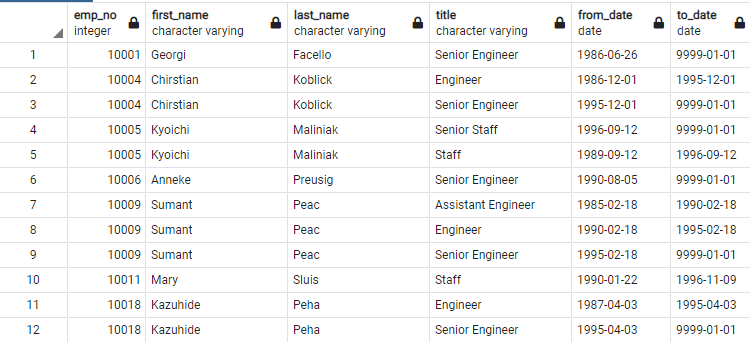 emp_no first_name last_name title from_date to_date
integer character varying character varying character varying date date
1 10001 Georgi Facello Senior Engineer 1986-06-26 9999-01-01
2 10004 Chirstian Koblick Engineer 1986-12-01 1995-12-01
3 10004 Chirstian Koblick Senior Engineer 1995-12-01 9999-01-01
4 10005 Kyoichi Maliniak Senior Staff 1996-09-12 9999-01-01
5 10005 Kyoichi Maliniak Staff 1989-09-12 1996-09-12
6 10006 Anneke Preusig Senior Engineer 1990-08-05 9999-01-01
7 10009 Sumant Peac Assistant Engineer 1985-02-18 1990-02-18
8 10009 Sumant Peac Engineer 1990-02-18 1995-02-18
9 10009 Sumant Peac Senior Engineer 1995-02-18 9999-01-01
10 10011 Mary Sluis Staff 1990-01-22 1996-11-09
11 10018 Kazuhide Peha Engineer 1987-04-03 1995-04-03
12 10018 Kazuhide Peha Senior Engineer 1995-04-03 9999-01-01